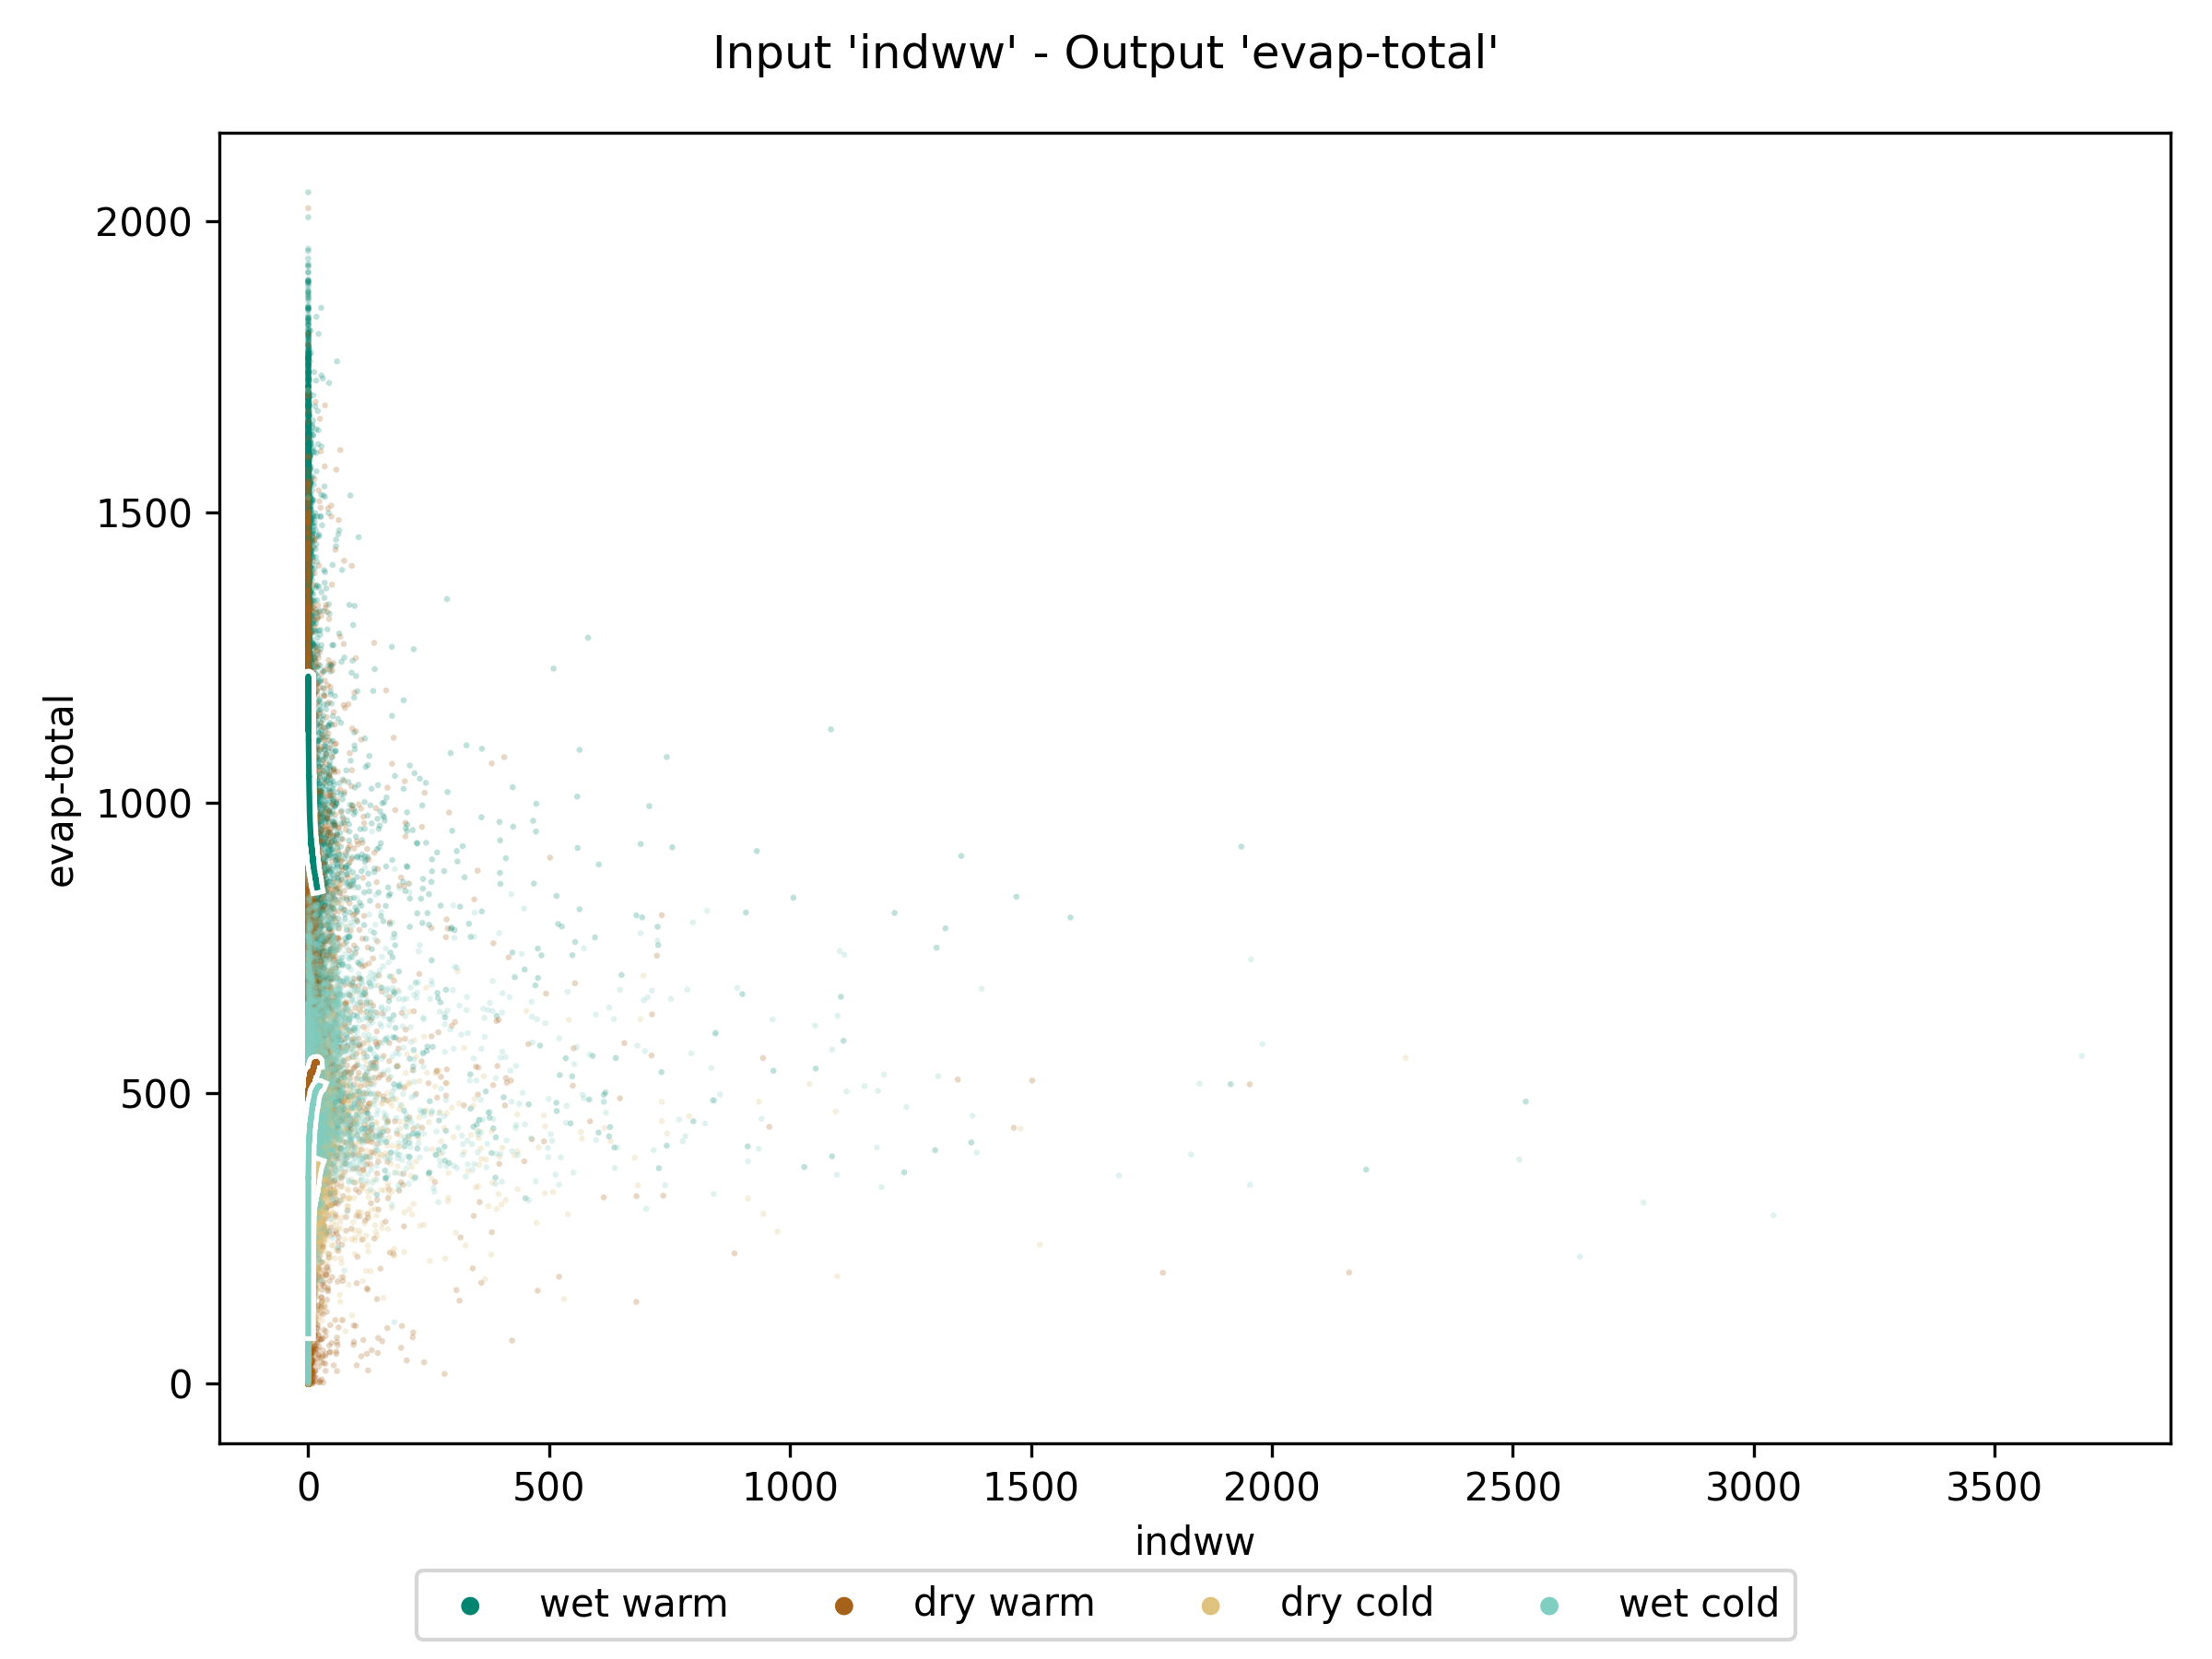 Input 'indww' - Output 'evap-total'
2000
1500
1000
500
0
evap-total
0 500 1000 1500 2000 2500 3000 3500
indww
wet warm dry warm dry cold wet cold